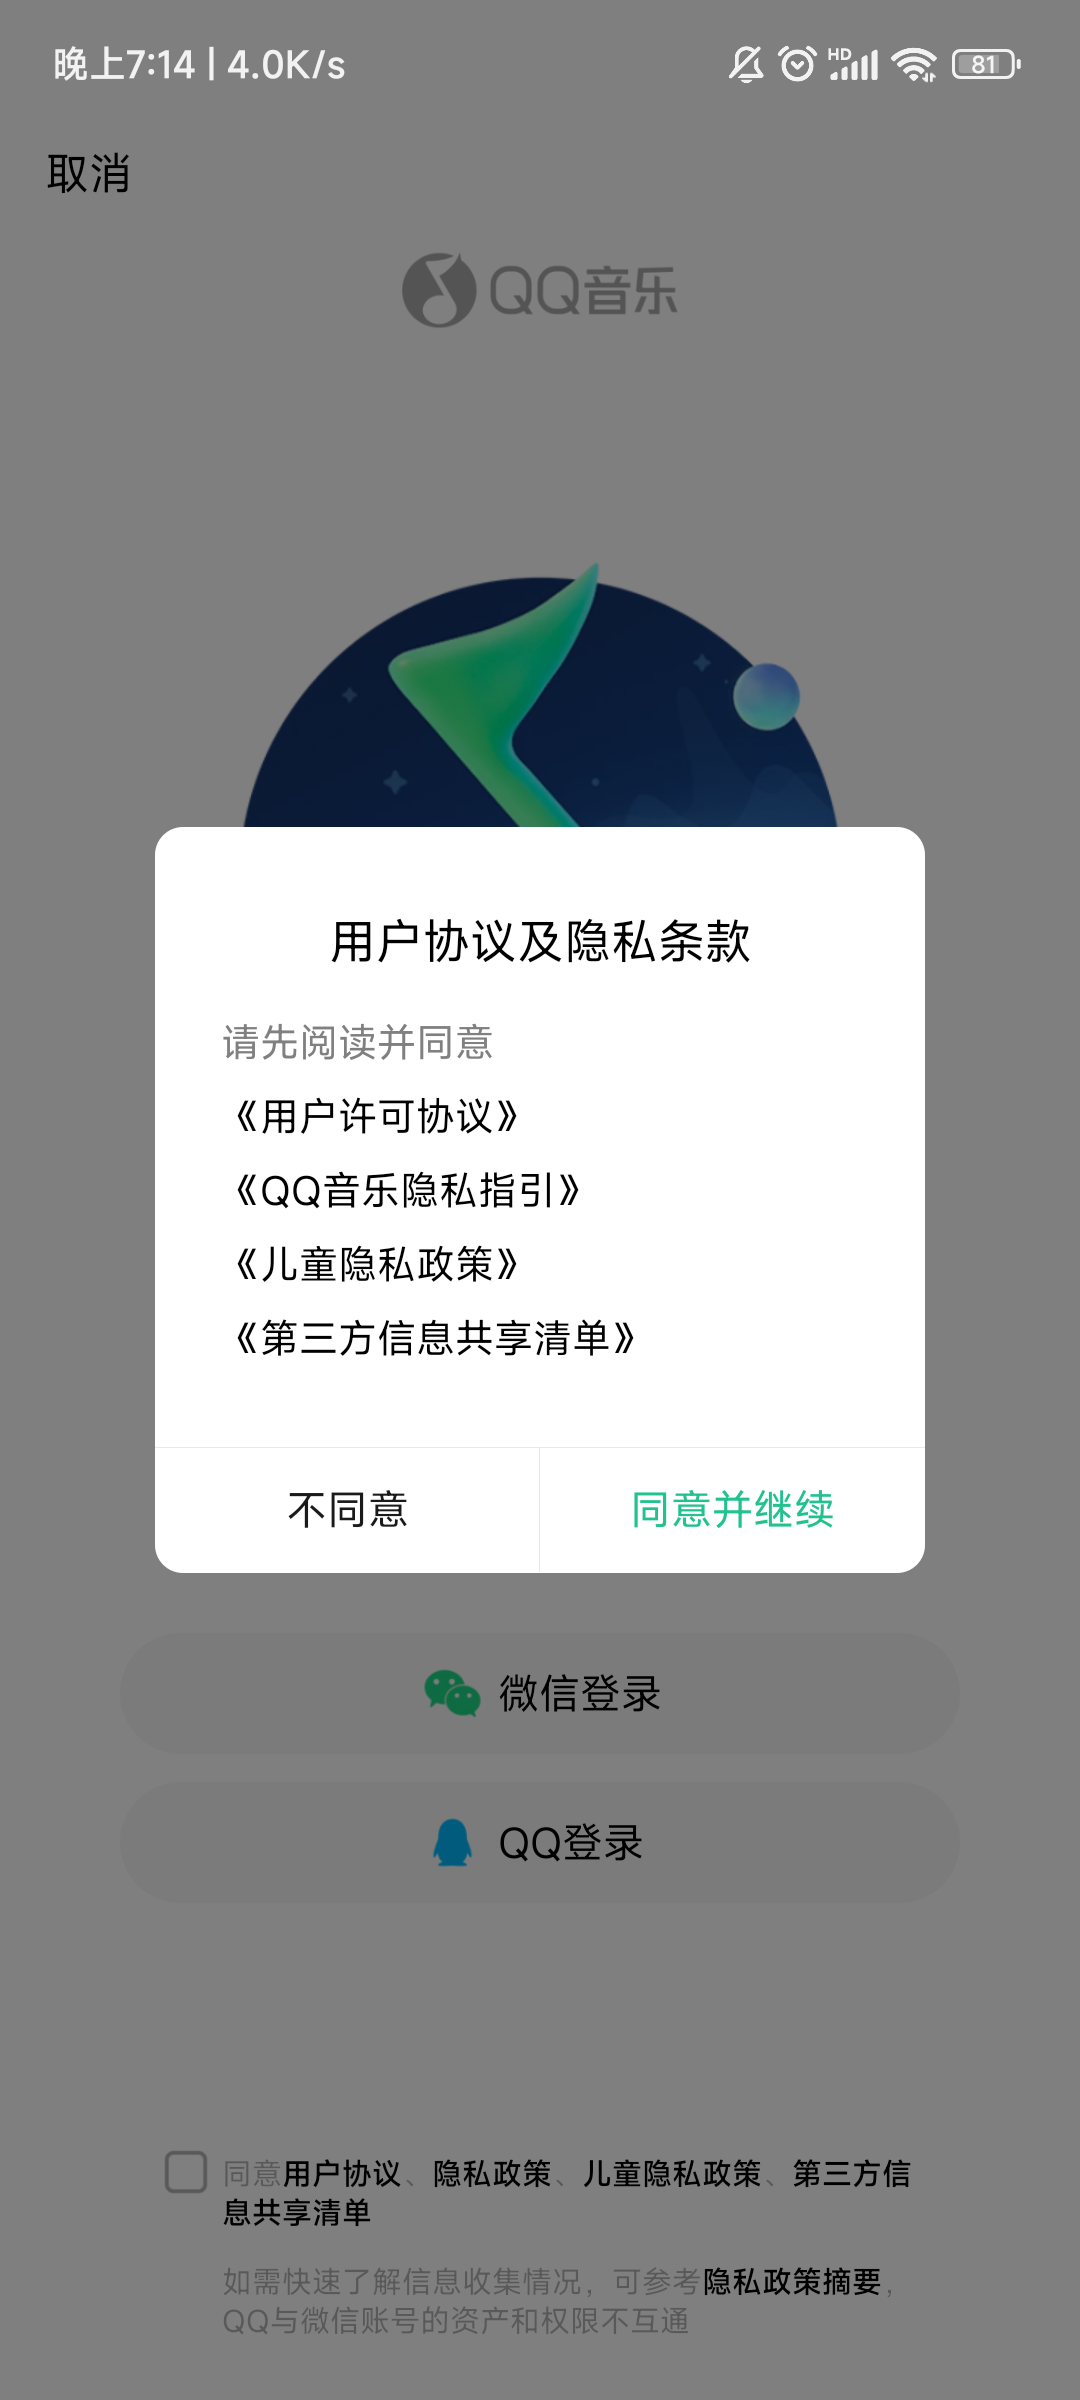 晚上7:14 | 4.0K/s
HD
81
取消
QQ音乐
用户协议及隐私条款
请先阅读并同意
《用户许可协议》
《QQ音乐隐私指引》
《儿童隐私政策》
《第三方信息共享清单》
不同意
同意并继续
微信登录
QQ登录
同意用户协议、隐私政策、儿童隐私政策、第三方信
息共享清单
如需快速了解信息收集情况，可参考隐私政策摘要，
QQ与微信账号的资产和权限不互通